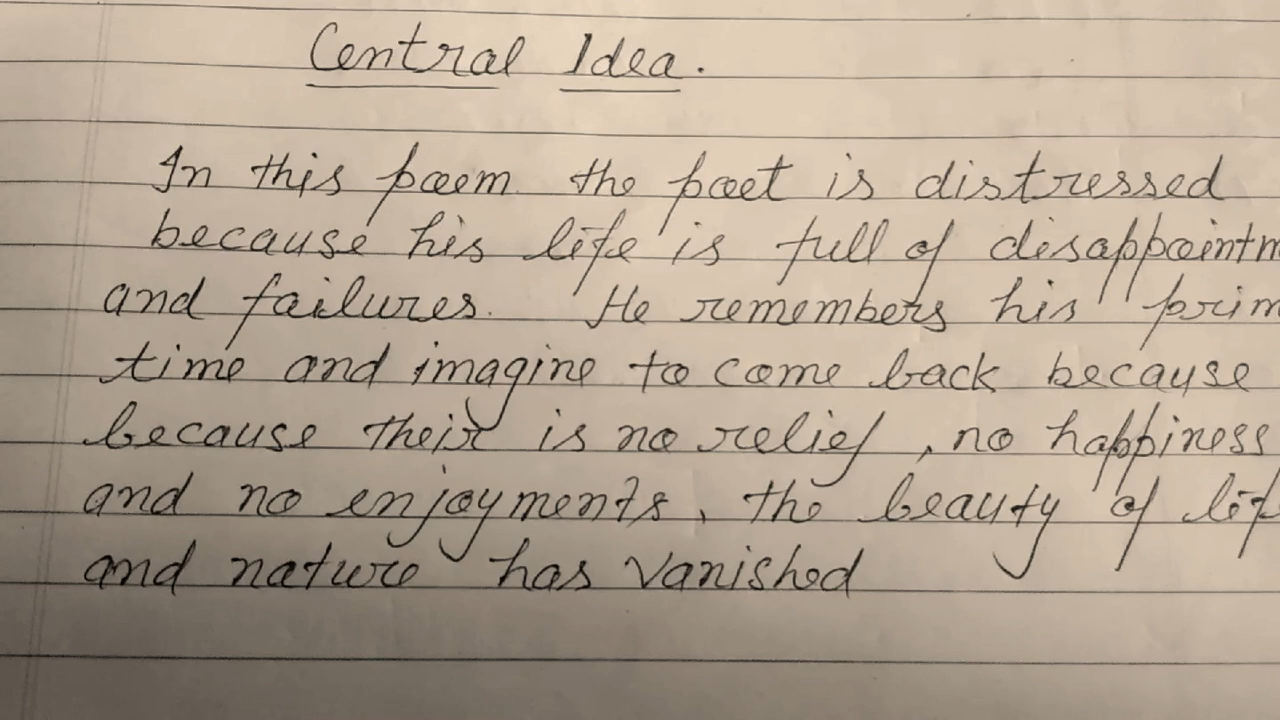 Central Idea.
In this poem the poet is distressed
because his life is full of disappointm
and failures. He remembers his prim
time and imagine to come back because
because their is no relief, no happiness
and no enjoyments, the beauty of lif
and nature has vanished